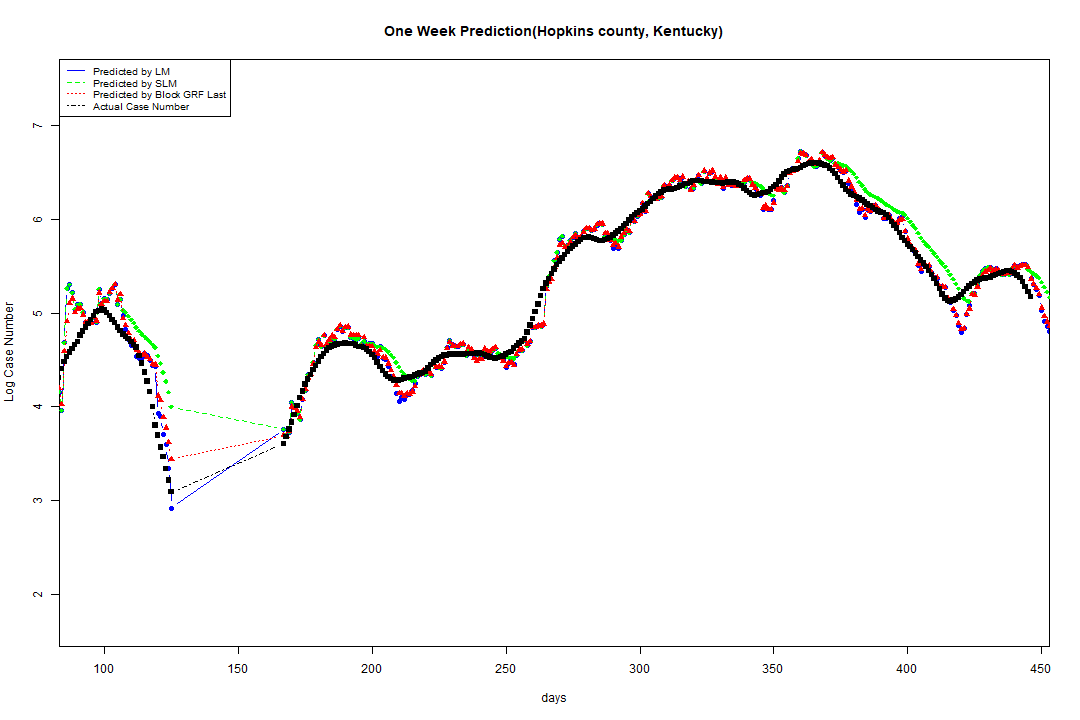 One Week Prediction(Hopkins county, Kentucky)
Predicted by LM
Predicted by SLM
Predicted by Block GRF Last
Actual Case Number
Log Case Number
7
6
5
4
3
2
100 150 200 250 300 350 400 450
days